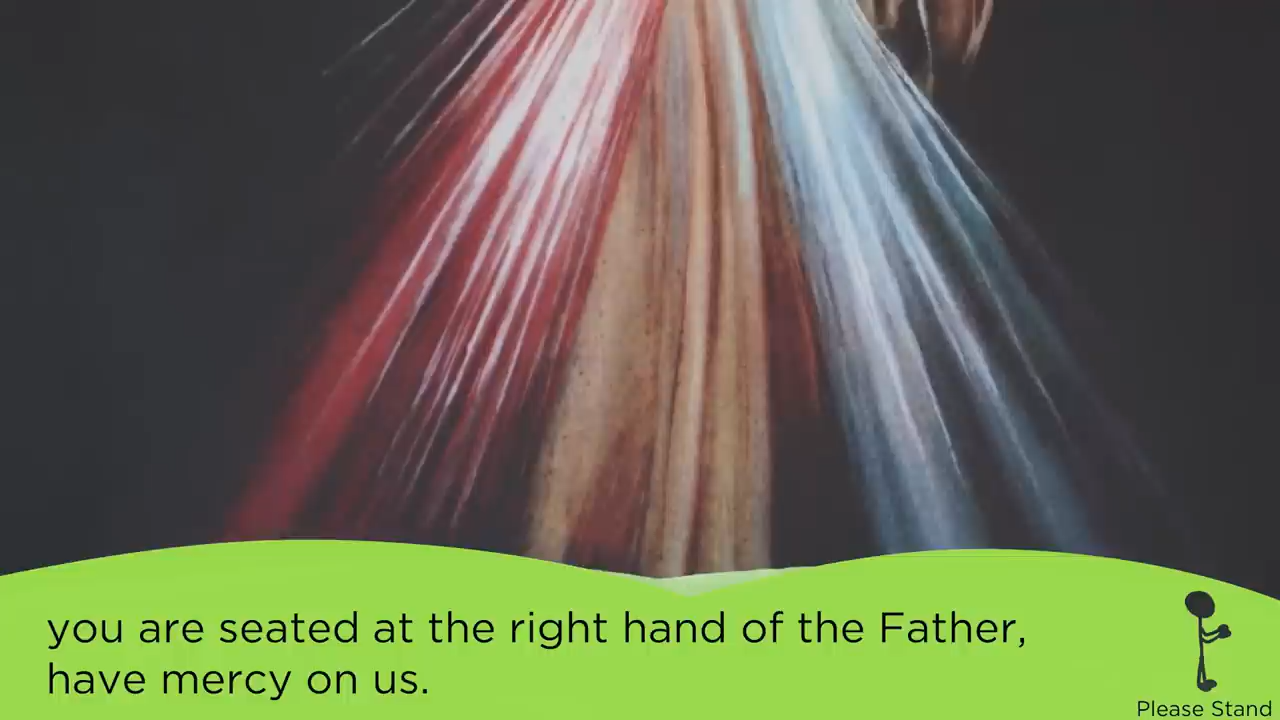 you are seated at the right hand of the Father,
have mercy on us.
Please Stand